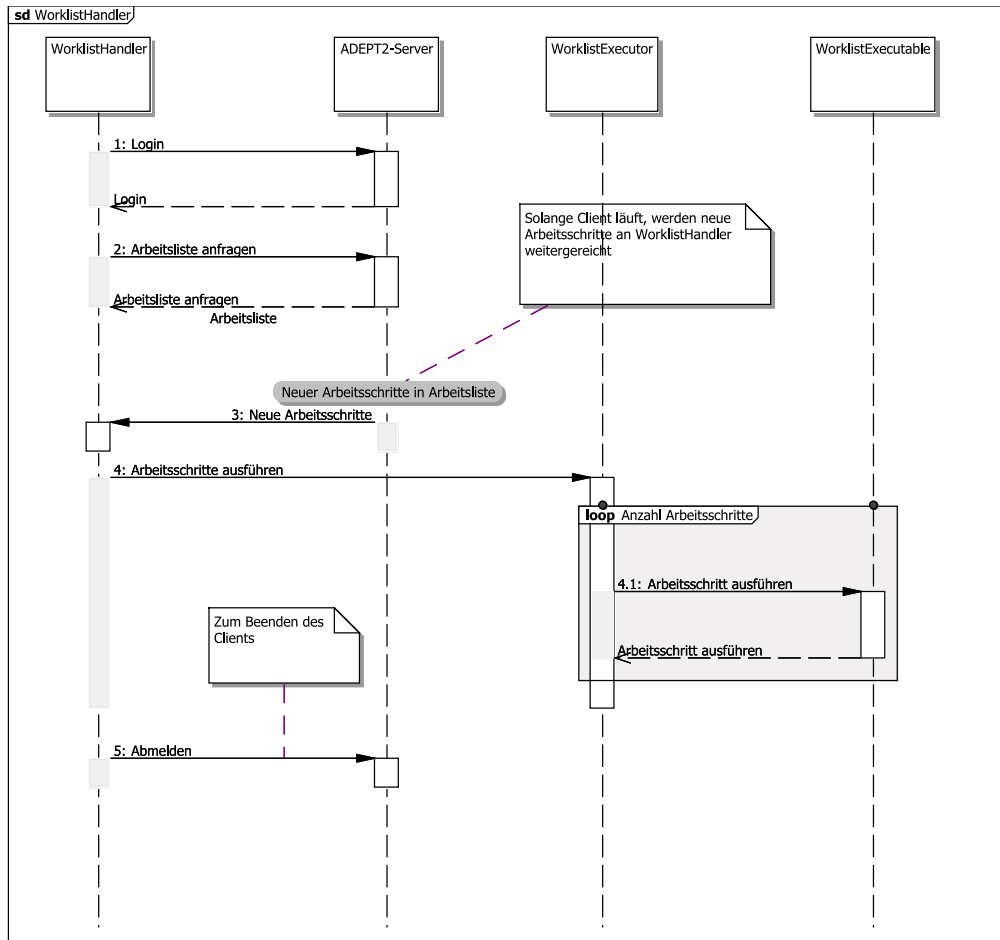 sd WorklistHandler
WorklistHandler
ADEPT2-Server
WorklistExecutor
WorklistExecutable
1: Login
Login
Solange Client läuft, werden neue
Arbeitsschritte an WorklistHandler
weitergereicht
2: Arbeitsliste anfragen
Arbeitsliste anfragen
Arbeitsliste
Neuer Arbeitsschritte in Arbeitsliste
3: Neue Arbeitsschritte
4: Arbeitsschritte ausführen
loop Anzahl Arbeitsschritte
4.1: Arbeitsschritt ausführen
Zum Beenden des
Clients
Arbeitsschritt ausführen
5: Abmelden